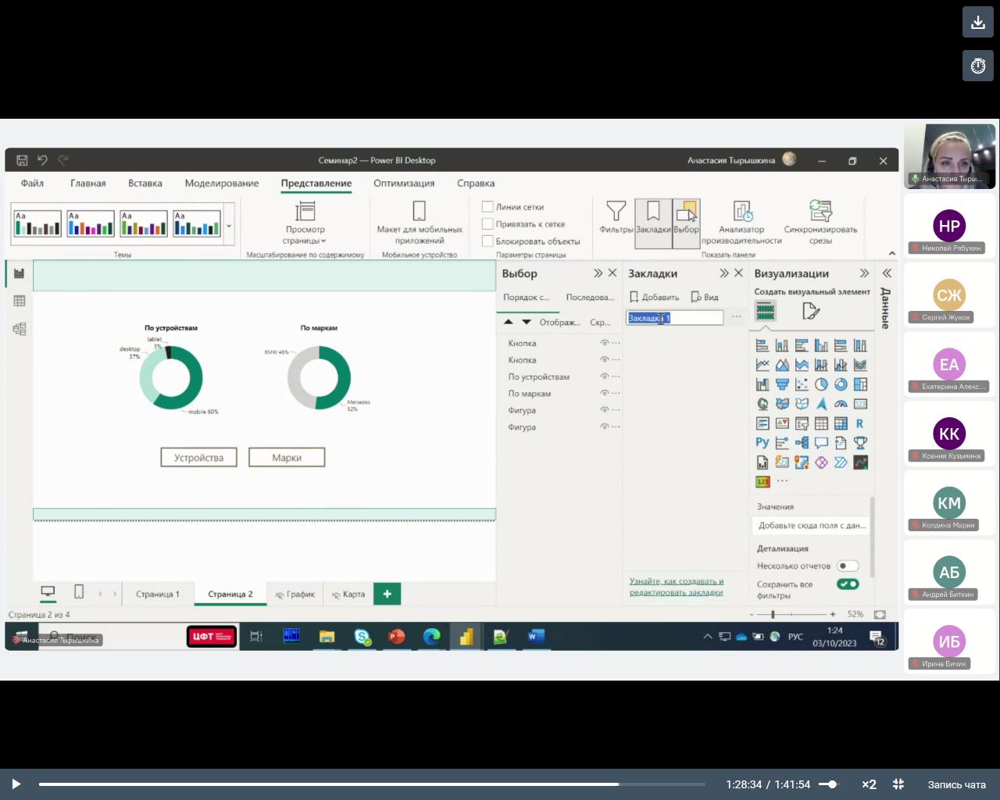 Семинар2 — Power BI Desktop
Анастасия Тырышкина
Файл Главная Вставка Моделирование Представление Оптимизация Справка
Aa Aa Aa Aa
Темы
Просмотр
страницы
Масштабирование по содержимому
Макет для мобильных
приложений
Мобильное устройство
Линии сетки
Привязать к сетке
Блокировать объекты
Параметры страницы
Фильтры Закладки Выбор
Анализатор
производительности
Синхронизировать
срезы
Показать панели
По устройствам
tablet
3%
desktop
37%
mobile 60%
По маркам
BMW 48%
Mersedes
52%
Устройства Марки
Выбор
Порядок с... Последова...
Отображ... Скр...
Кнопка
Кнопка
По устройствам
По маркам
Фигура
Фигура
Закладки
Добавить Вид
Закладка 1
Узнайте, как создавать и
редактировать закладки
Визуализации
Создать визуальный элемент
R
Py
123
Значения
Добавьте сюда поля с дан...
Детализация
Несколько отчетов
Сохранить все
фильтры
Данные
Страница 1 Страница 2 График Карта +
Страница 2 из 4
- + 52%
Поиск
Анастасия Тырышкина
ЦФТ
РУС
1:24
03/10/2023
12
Анастасия Тыры...
НР
Николай Рябухин
СЖ
Сергей Жуков
ЕА
Екатерина Алекс...
КК
Ксения Кузьмина
КМ
Колдина Мария
АБ
Андрей Биткин
ИБ
Ирина Бичик
1:28:34 / 1:41:54
×2
Запись чата